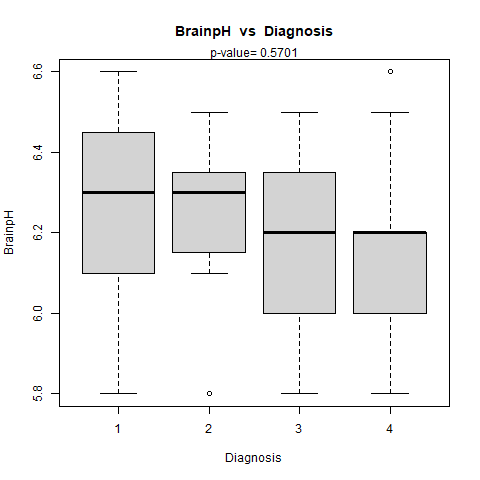 BrainpH vs Diagnosis
p-value= 0.5701
BrainpH
6.6
6.4
6.2
6.0
5.8
1 2 3 4
Diagnosis